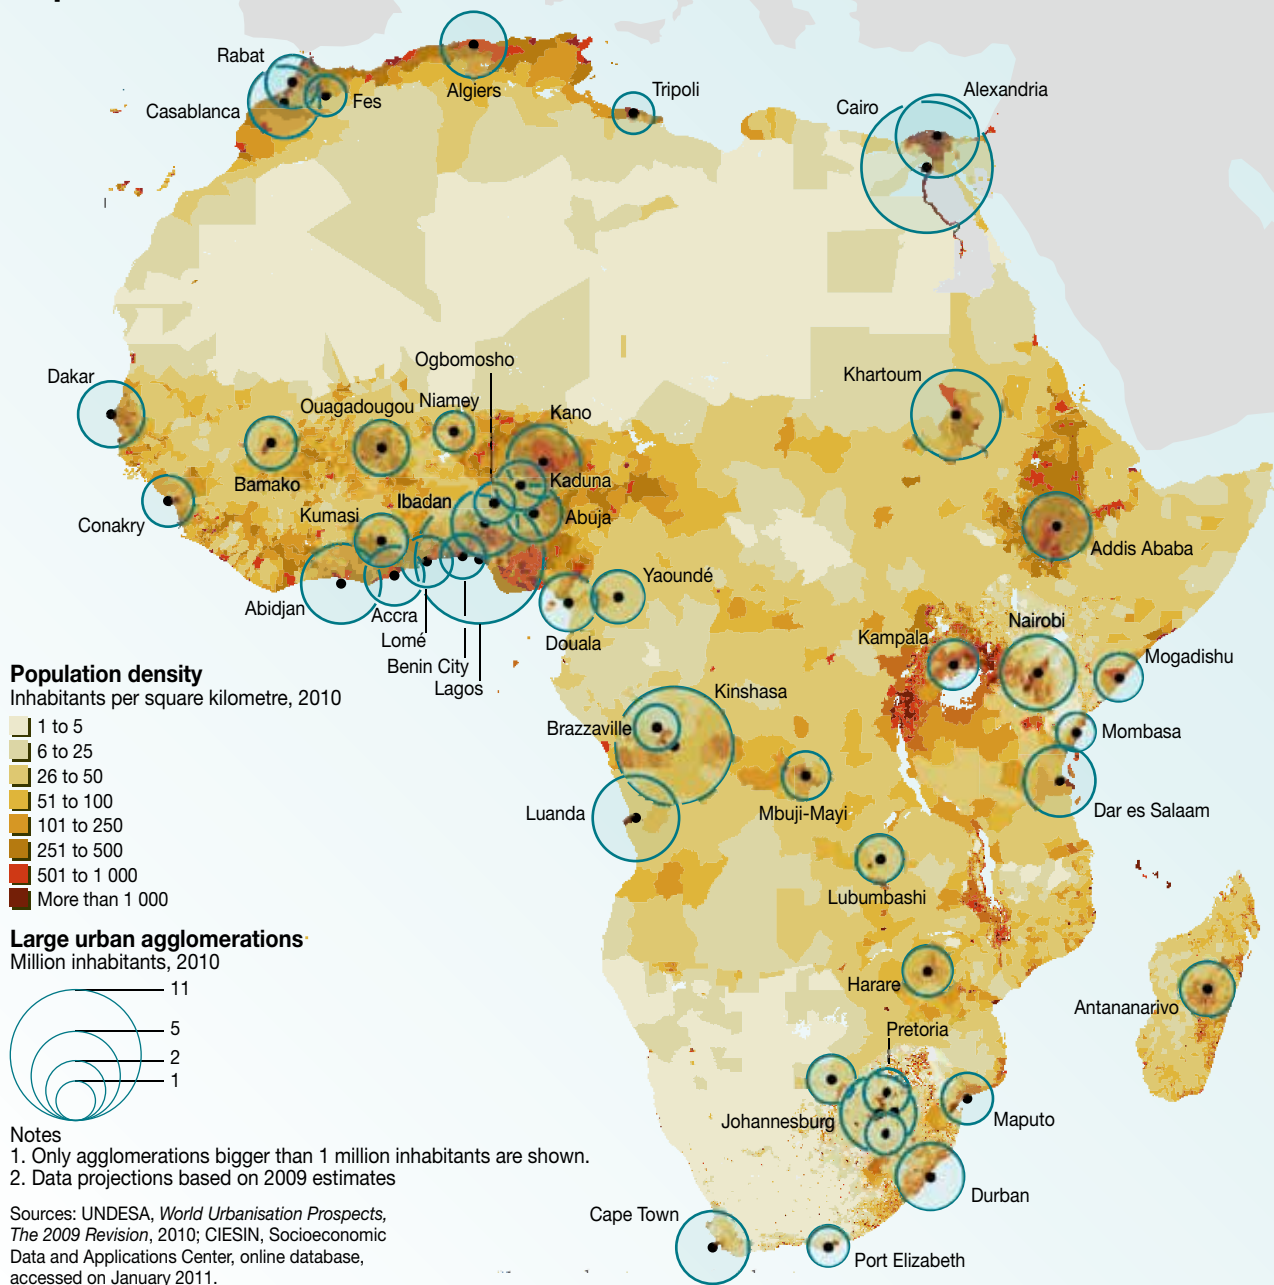 Rabat
Casablanca
Fes
Algiers
Tripoli
Cairo
Alexandria
Dakar
Ogbomosho
Ouagadougou
Niamey
Kano
Khartoum
Bamako
Ibadan
Kaduna
Conakry
Kumasi
Abuja
Addis Ababa
Abidjan
Accra
Yaoundé
Lomé
Douala
Benin City
Lagos
Kampala
Nairobi
Mogadishu
Kinshasa
Brazzaville
Mombasa
Luanda
Mbuji-Mayi
Dar es Salaam
Lubumbashi
Harare
Antananarivo
Pretoria
Johannesburg
Maputo
Durban
Cape Town
Port Elizabeth
Population density
Inhabitants per square kilometre, 2010
1 to 5
6 to 25
26 to 50
51 to 100
101 to 250
251 to 500
501 to 1 000
More than 1 000
Large urban agglomerations
Million inhabitants, 2010
11
5
2
1
Notes
1. Only agglomerations bigger than 1 million inhabitants are shown.
2. Data projections based on 2009 estimates
Sources: UNDESA, World Urbanisation Prospects,
The 2009 Revision, 2010; CIESIN, Socioeconomic
Data and Applications Center, online database,
accessed on January 2011.